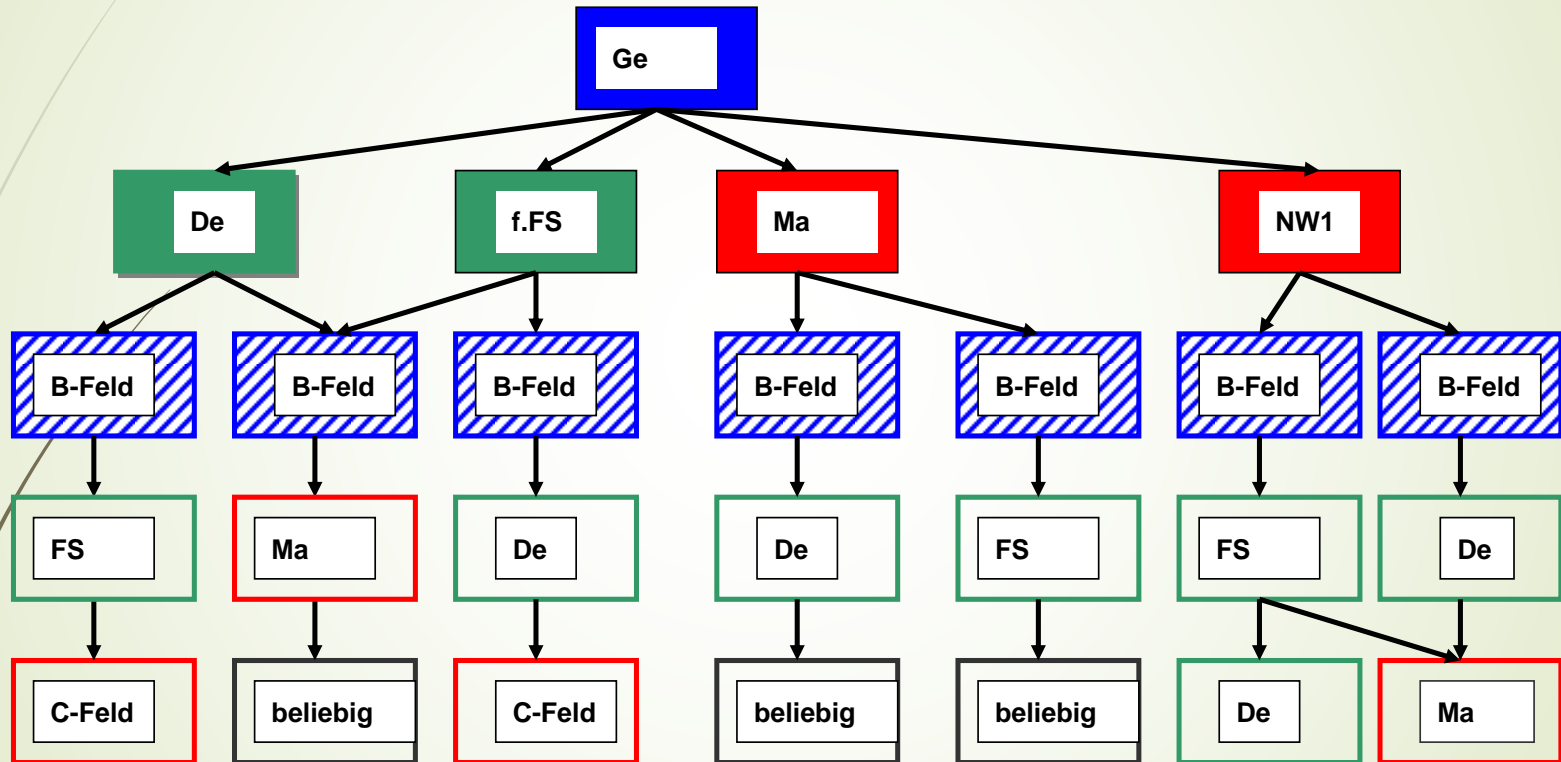 Ge
De
f.FS
Ma
NW1
B-Feld
B-Feld
B-Feld
B-Feld
B-Feld
B-Feld
B-Feld
FS
Ma
De
De
FS
FS
De
C-Feld
beliebig
C-Feld
beliebig
beliebig
De
Ma